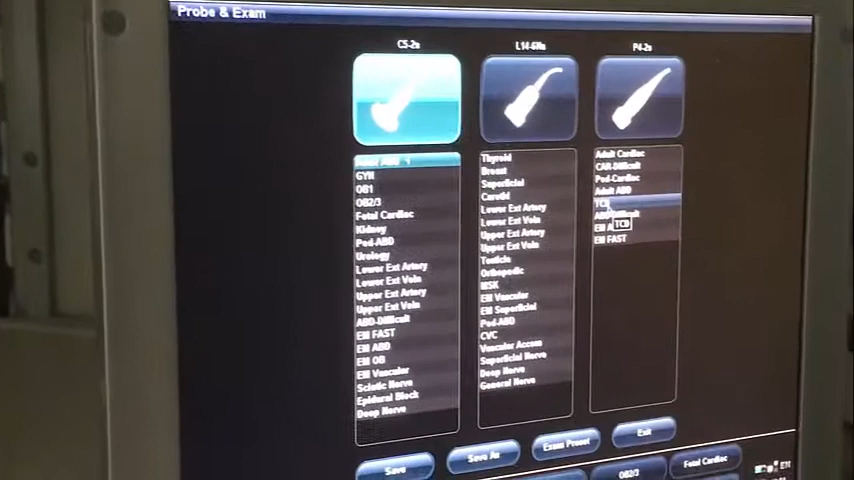 Probe & Exam
C5-2s
L14-6Ns
P4-2s
Adult ABD
GYN
OB1
OB2/3
Fetal Cardiac
Kidney
Ped-ABD
Urology
Lower Ext Artery
Lower Ext Vein
Upper Ext Artery
Upper Ext Vein
ABD-Difficult
EM FAST
EM ABD
EM OB
EM Vascular
Sciatic Nerve
Epidural Block
Deep Nerve
Thyroid
Breast
Superficial
Carotid
Lower Ext Artery
Lower Ext Vein
Upper Ext Artery
Upper Ext Vein
Testicle
Orthopedic
MSK
EM Vascular
EM Superficial
Ped-ABD
CVC
Vascular Access
Superficial Nerve
Deep Nerve
General Nerve
Adult Cardiac
CAR-Difficult
Ped-Cardiac
Adult ABD
TCD
ABD-Difficult
EM A
TCD
EM FAST
Save
Save As
Exam Preset
Exit
OB2/3
Fetal Cardiac
EN